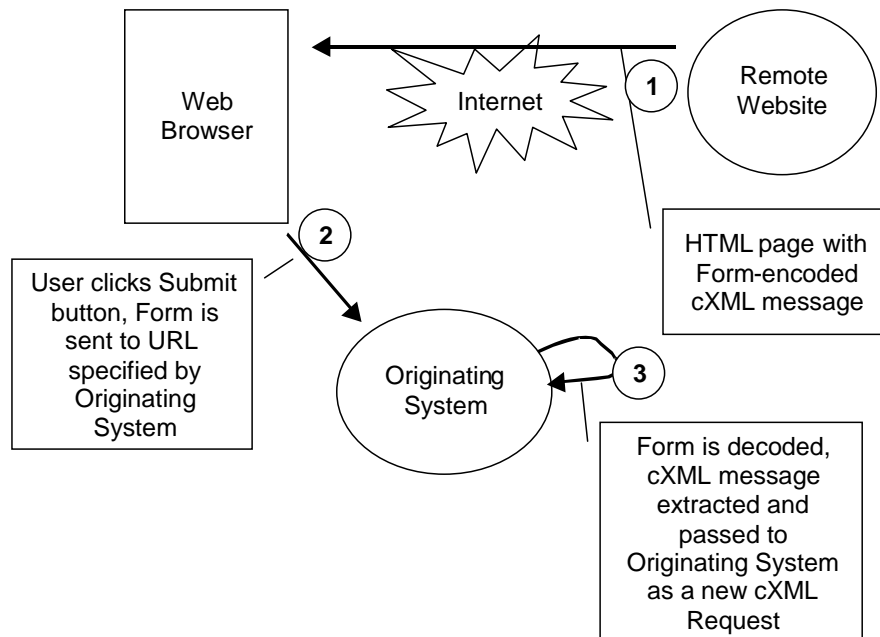 Web
Browser
Internet
1
Remote
Website
HTML page with
Form-encoded
cXML message
2
User clicks Submit
button, Form is
sent to URL
specified by
Originating
System
Originating
System
3
Form is decoded,
cXML message
extracted and
passed to
Originating System
as a new cXML
Request